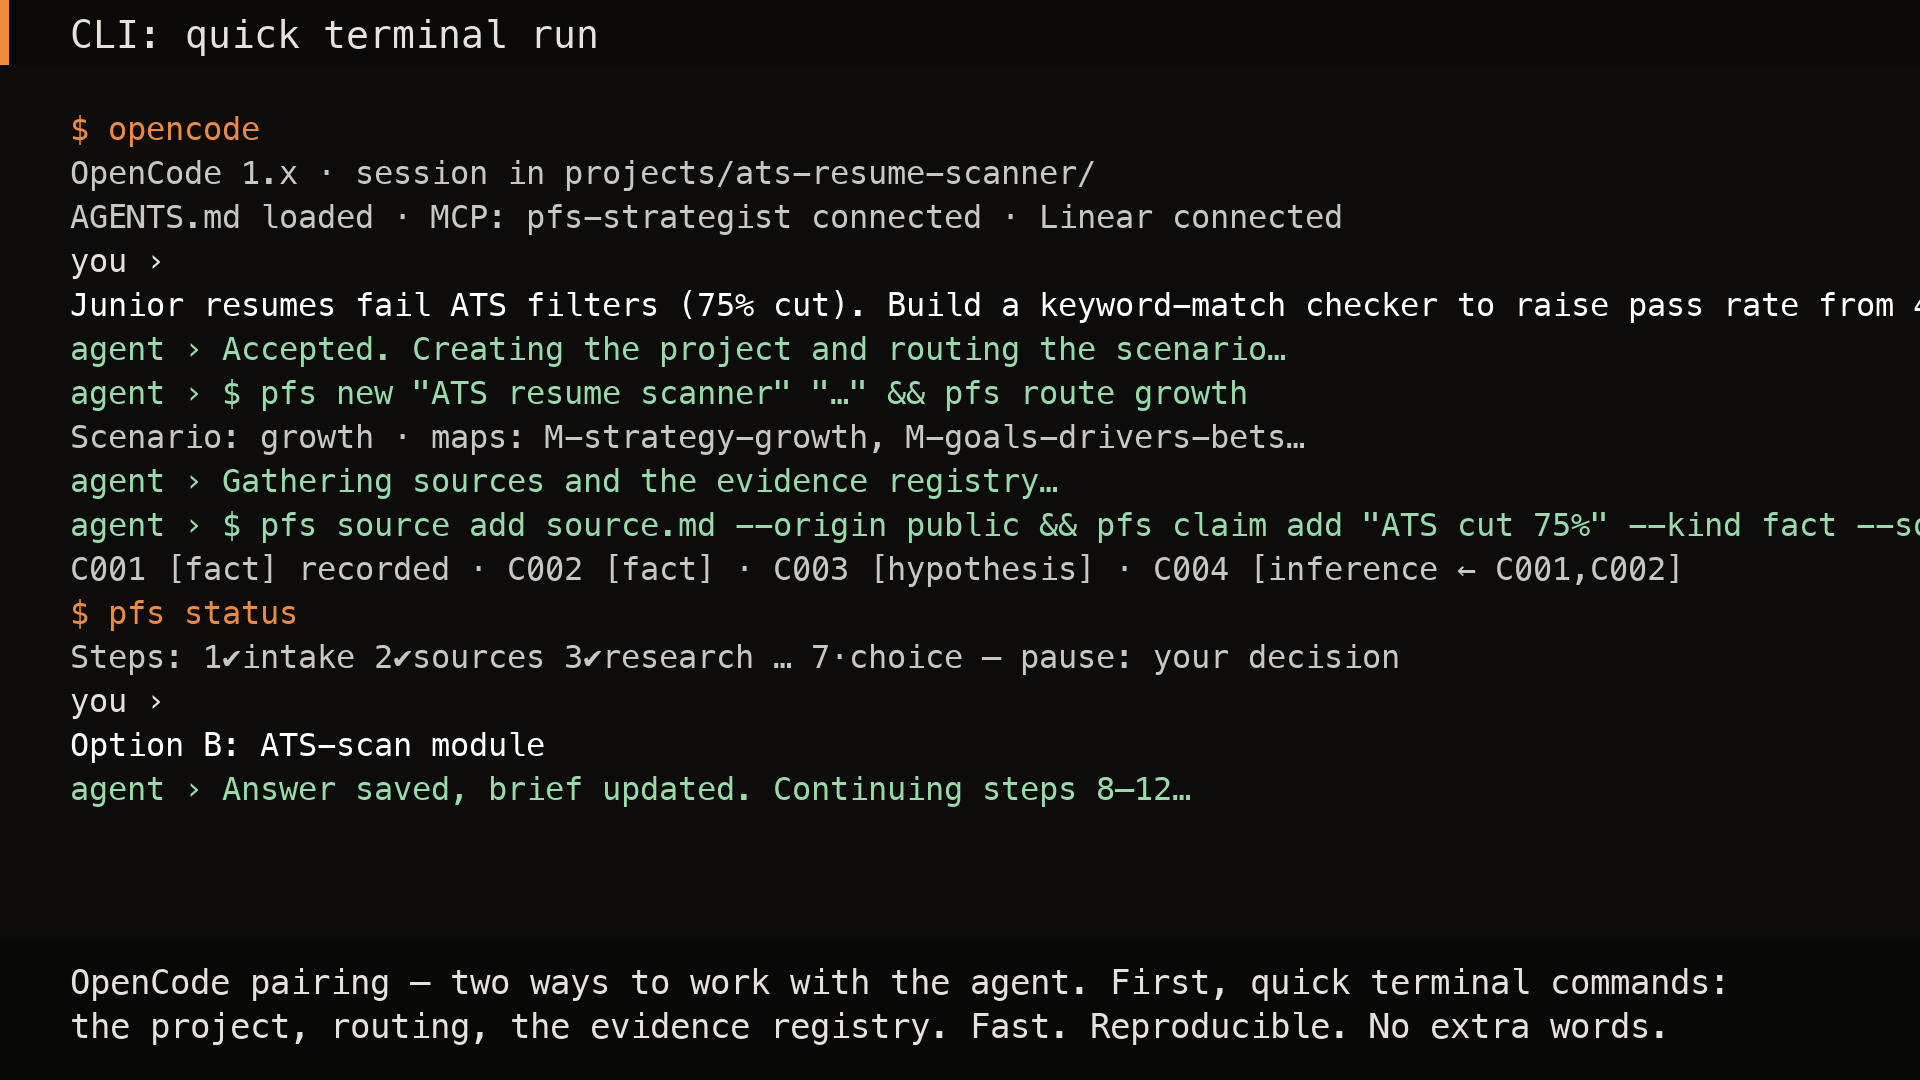 CLI: quick terminal run
$ opencode
OpenCode 1.x · session in projects/ats-resume-scanner/
AGENTS.md loaded · MCP: pfs-strategist connected · Linear connected
you ›
Junior resumes fail ATS filters (75% cut). Build a keyword-match checker to raise pass rate from
agent › Accepted. Creating the project and routing the scenario…
agent › $ pfs new "ATS resume scanner" "…" && pfs route growth
Scenario: growth · maps: M-strategy-growth, M-goals-drivers-bets…
agent › Gathering sources and the evidence registry…
agent › $ pfs source add source.md --origin public && pfs claim add "ATS cut 75%" --kind fact
C001 [fact] recorded · C002 [fact] · C003 [hypothesis] · C004 [inference ← C001,C002]
$ pfs status
Steps: 1✔intake 2✔sources 3✔research … 7·choice — pause: your decision
you ›
Option B: ATS-scan module
agent › Answer saved, brief updated. Continuing steps 8–12…
OpenCode pairing — two ways to work with the agent. First, quick terminal commands:
the project, routing, the evidence registry. Fast. Reproducible. No extra words.